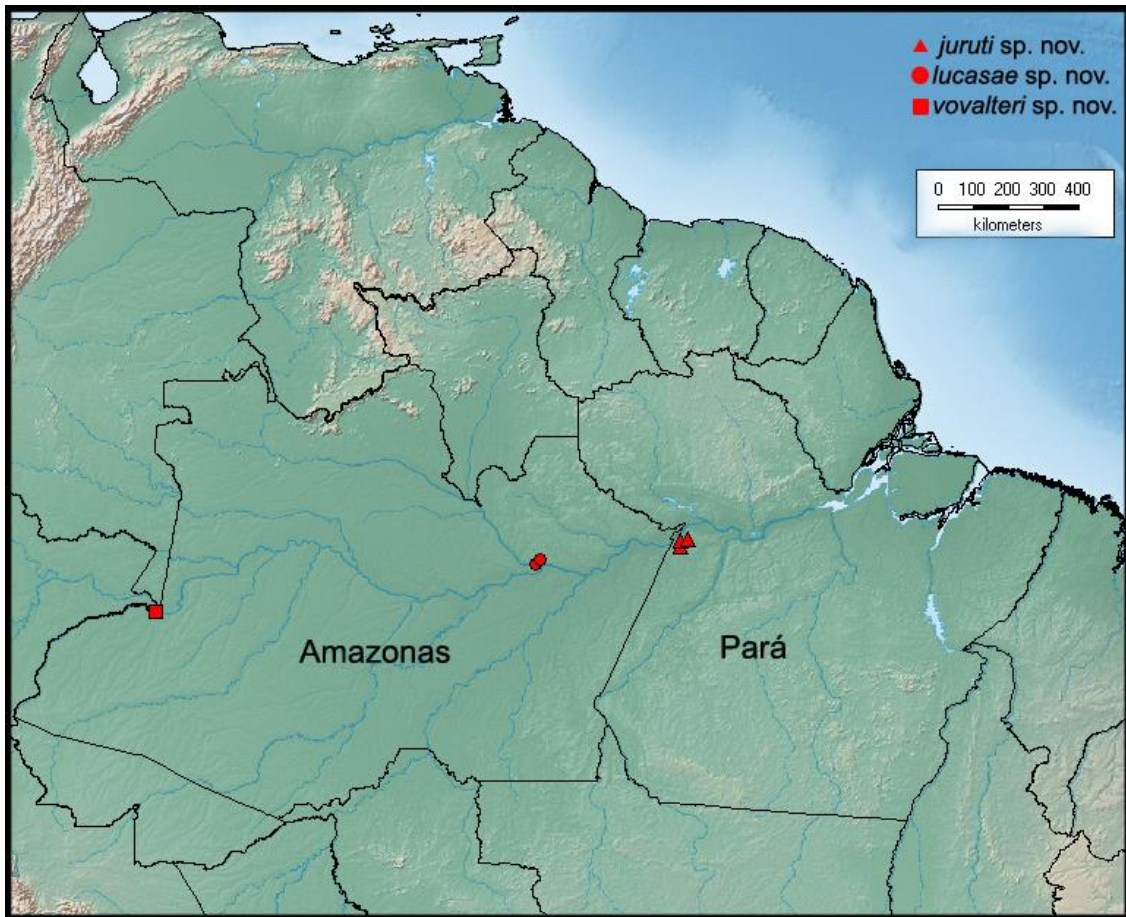 juruti sp. nov.
lucasae sp. nov.
vovalteri sp. nov.
0 100 200 300 400
kilometers
Amazonas
Pará